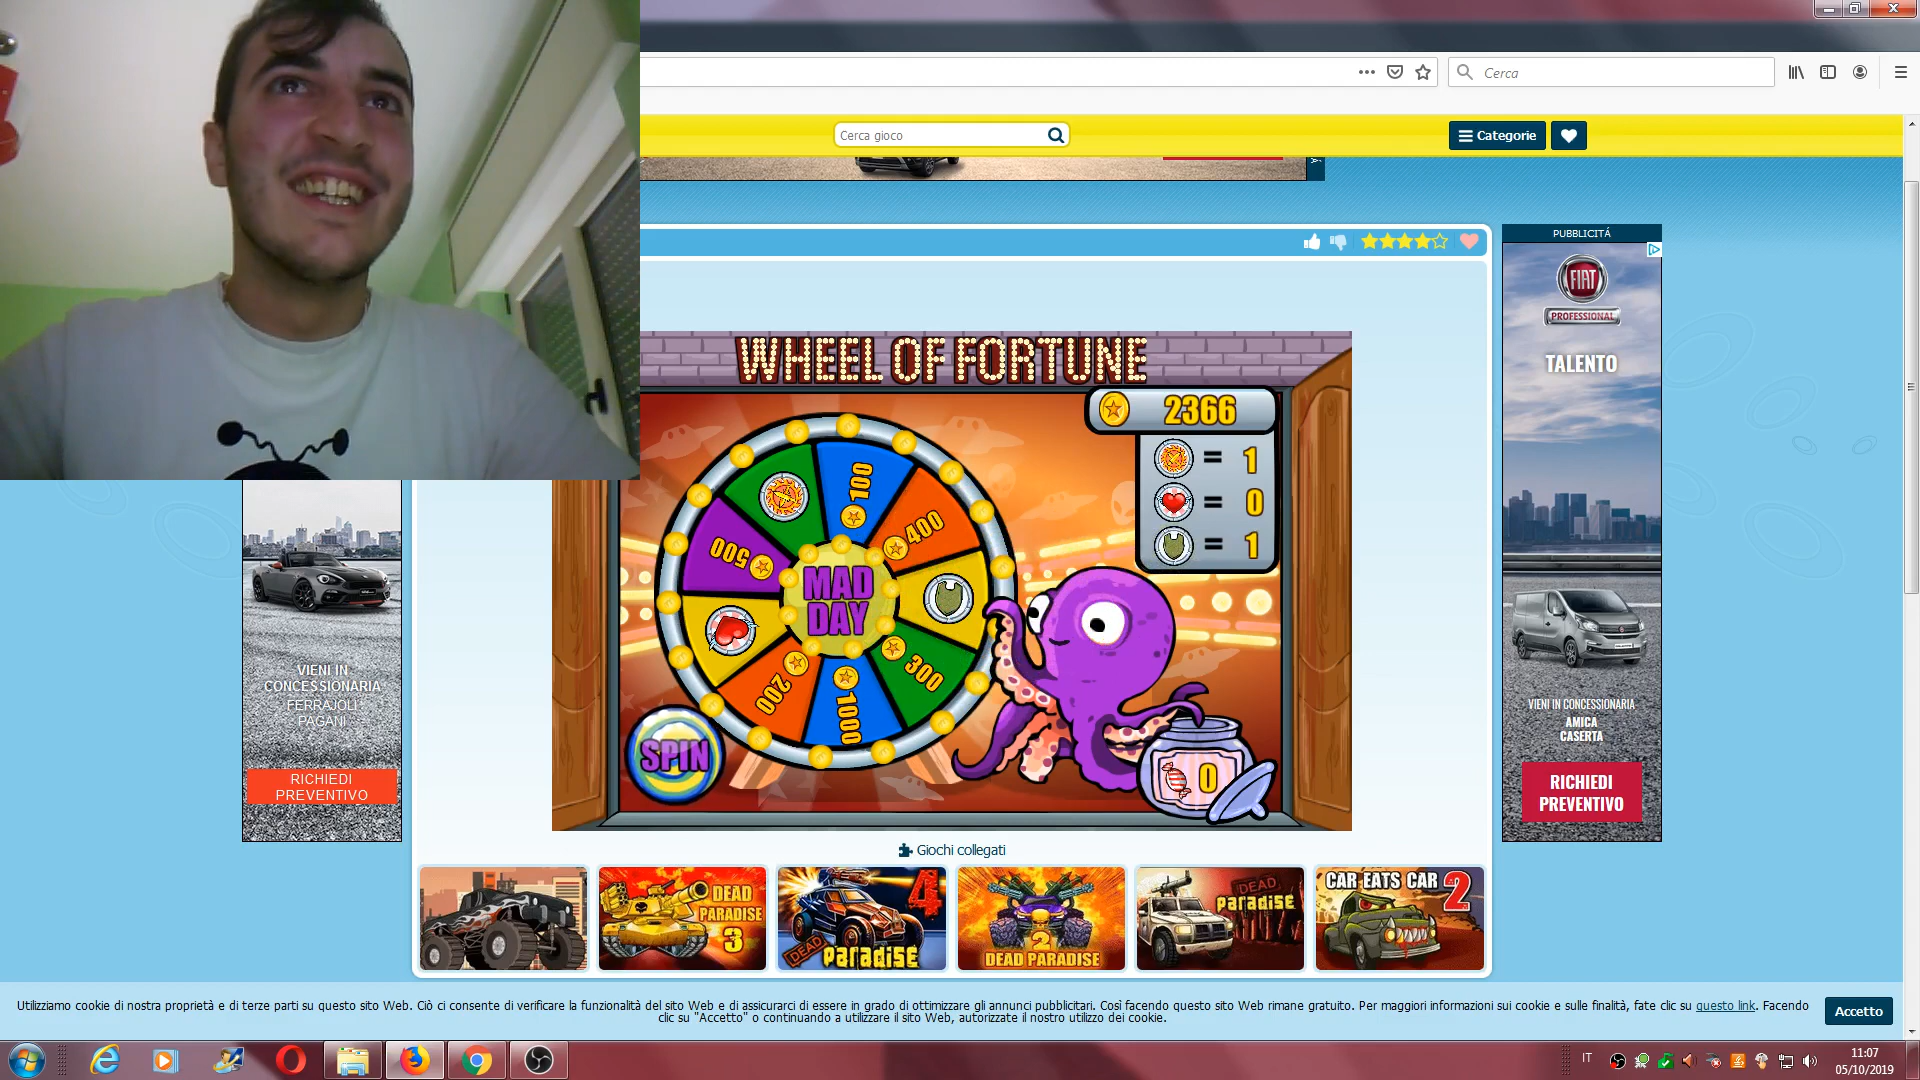 Cerca
Cerca gioco
Categorie
PUBBLICITÁ
FIAT
PROFESSIONAL
TALENTO
WHEEL OF FORTUNE
2366
= 1
= 0
= 1
100
400
500
300
200
1000
MAD
DAY
SPIN
0
VIENI IN
CONCESSIONARIA
FERRAJOLI
PAGANI
RICHIEDI
PREVENTIVO
VIENI IN CONCESSIONARIA
AMICA
CASERTA
RICHIEDI
PREVENTIVO
Giochi collegati
DEAD
PARADISE
3
4
DEAD
PARADISE
2
DEAD PARADISE
DEAD
PARADISE
CAR EATS CAR
2
Utilizziamo cookie di nostra proprietà e di terze parti su questo sito Web. Ciò ci consente di verificare la funzionalità del sito Web e di assicurarci di essere in grado di ottimizzare gli annunci pubblicitari. Così facendo questo sito Web rimane gratuito. Per maggiori informazioni sui cookie e sulle finalità, fate clic su questo link. Facendo
clic su "Accetto" o continuando a utilizzare il sito Web, autorizzate il nostro utilizzo dei cookie.
Accetto
IT
11:07
05/10/2019